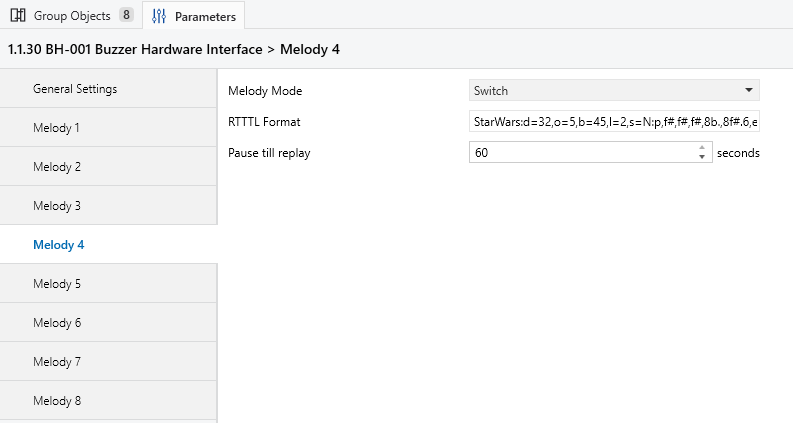 Group Objects 8 Parameters
1.1.30 BH-001 Buzzer Hardware Interface > Melody 4
General Settings
Melody 1
Melody 2
Melody 3
Melody 4
Melody 5
Melody 6
Melody 7
Melody 8
Melody Mode Switch
RTTTL Format StarWars:d=32,o=5,b=45,l=2,s=N:p,f#,f#,f#,8b.,8f#.6,e
Pause till replay 60 seconds